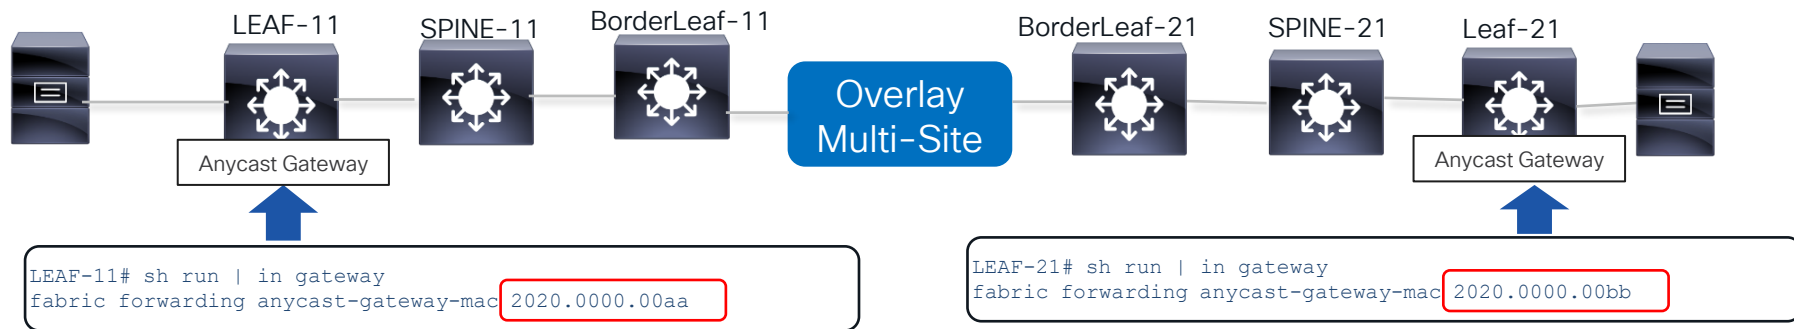 LEAF-11
SPINE-11
BorderLeaf-11
BorderLeaf-21
SPINE-21
Leaf-21
Overlay
Multi-Site
Anycast Gateway
Anycast Gateway
LEAF-11# sh run | in gateway
fabric forwarding anycast-gateway-mac 2020.0000.00aa
LEAF-21# sh run | in gateway
fabric forwarding anycast-gateway-mac 2020.0000.00bb